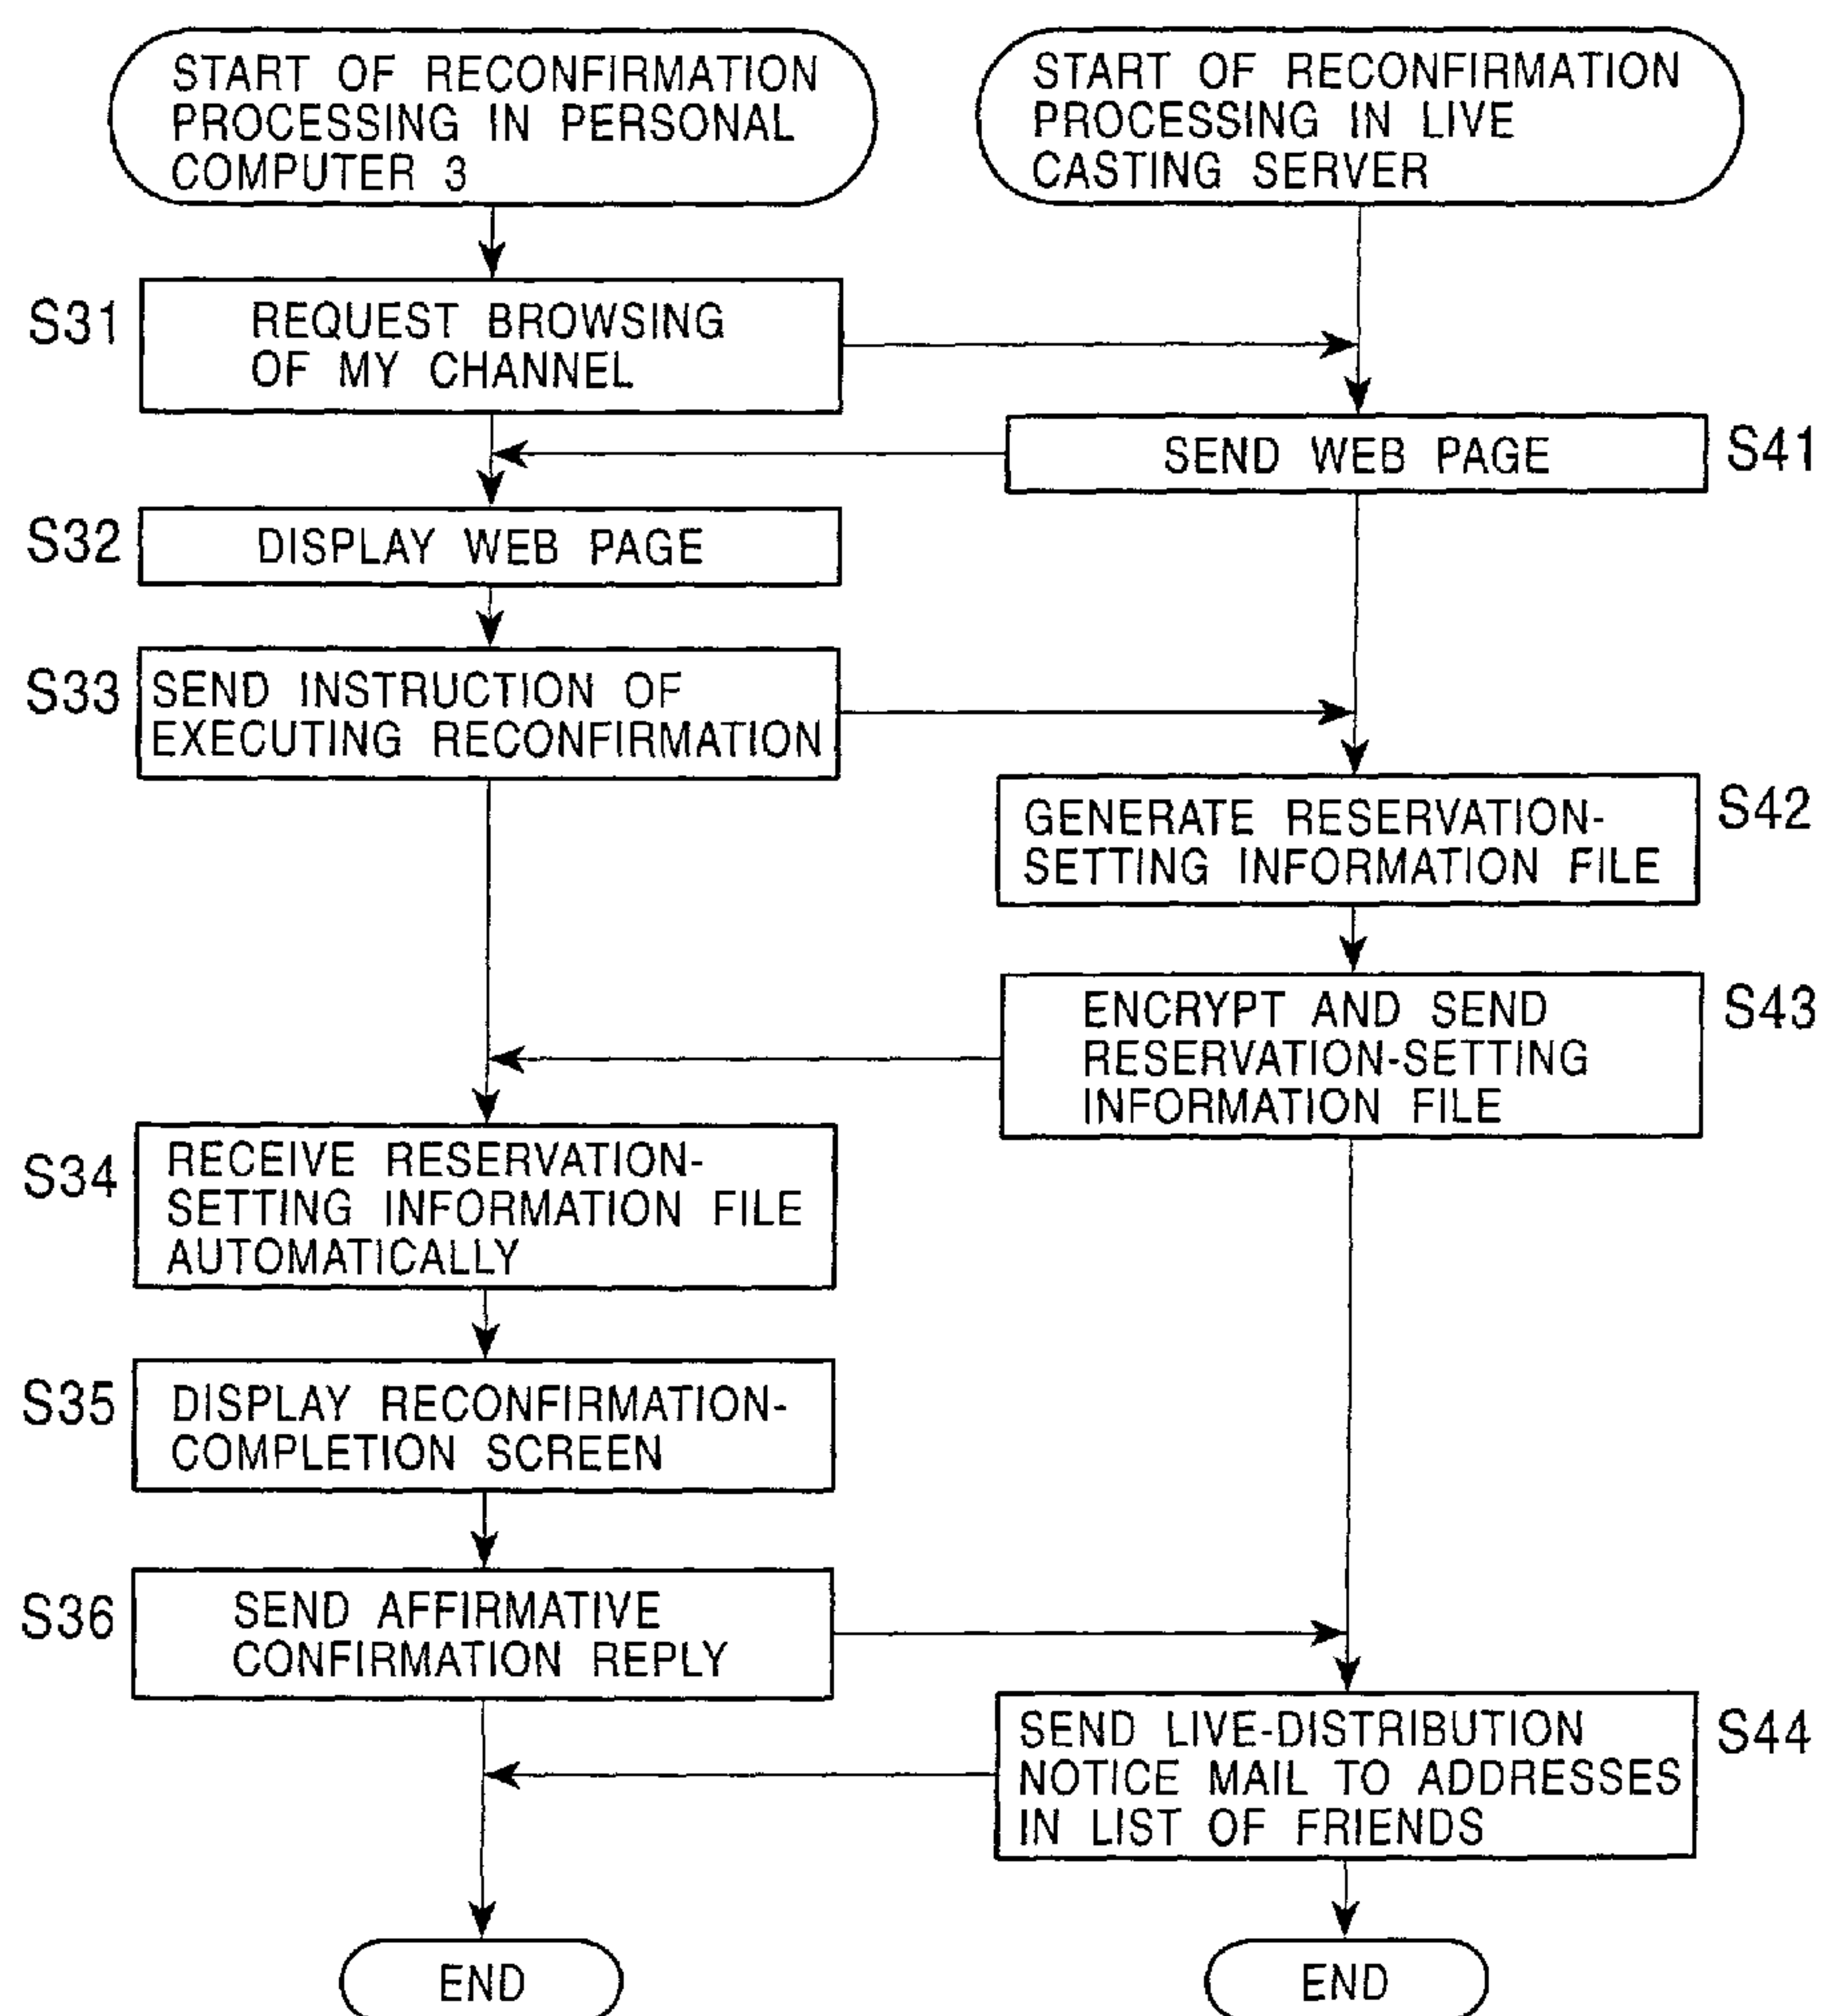 START OF RECONFIRMATION
PROCESSING IN PERSONAL
COMPUTER 3
START OF RECONFIRMATION
PROCESSING IN LIVE
CASTING SERVER
S31
REQUEST BROWSING
OF MY CHANNEL
SEND WEB PAGE
S41
S32
DISPLAY WEB PAGE
S33
SEND INSTRUCTION OF
EXECUTING RECONFIRMATION
GENERATE RESERVATION-
SETTING INFORMATION FILE
S42
ENCRYPT AND SEND
RESERVATION-SETTING
INFORMATION FILE
S43
S34
RECEIVE RESERVATION-
SETTING INFORMATION FILE
AUTOMATICALLY
S35
DISPLAY RECONFIRMATION-
COMPLETION SCREEN
S36
SEND AFFIRMATIVE
CONFIRMATION REPLY
SEND LIVE-DISTRIBUTION
NOTICE MAIL TO ADDRESSES
IN LIST OF FRIENDS
S44
END
END